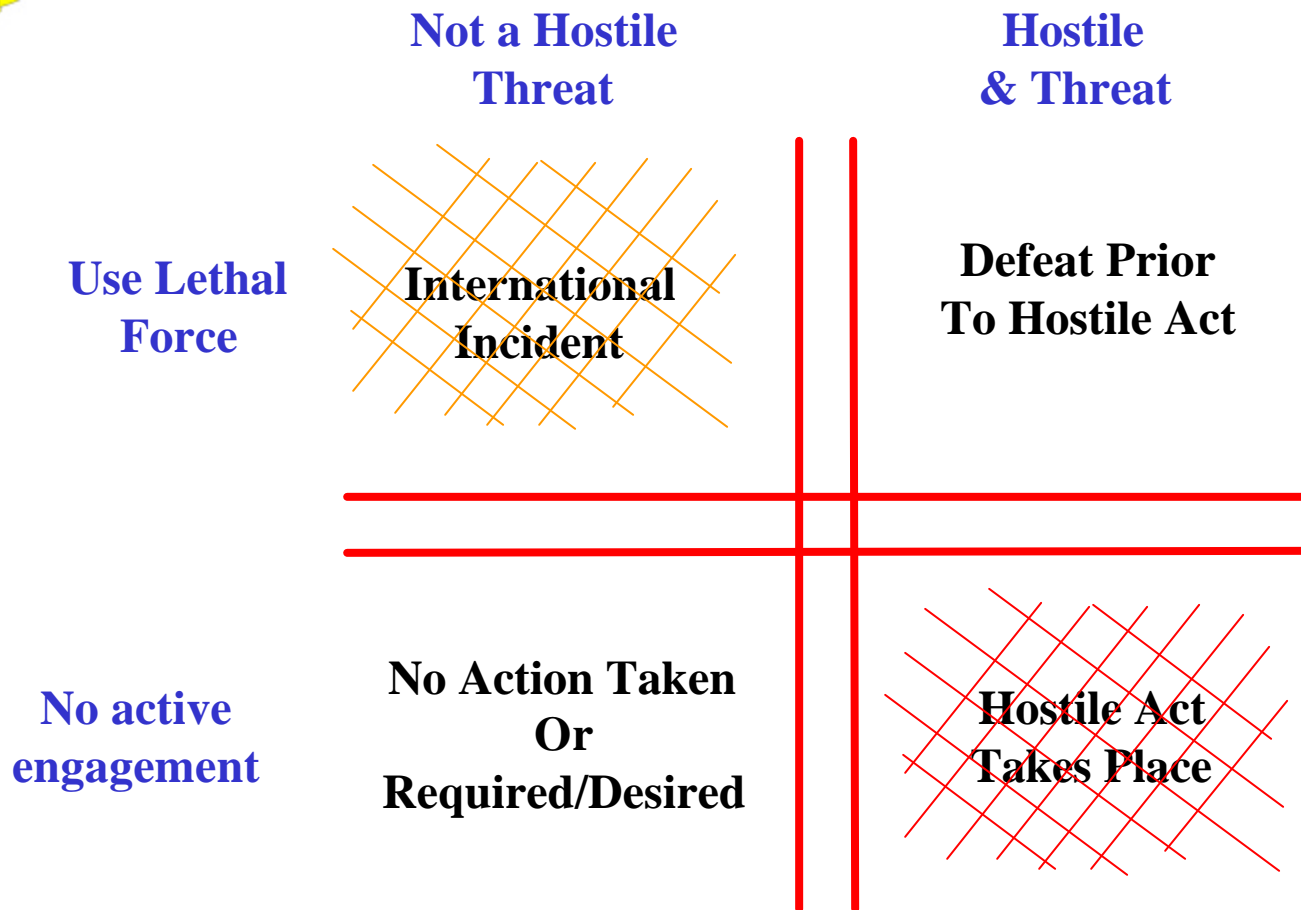 Not a Hostile
Threat
Hostile
& Threat
Use Lethal
Force
International
Incident
Defeat Prior
To Hostile Act
No active
engagement
No Action Taken
Or
Required/Desired
Hostile Act
Takes Place